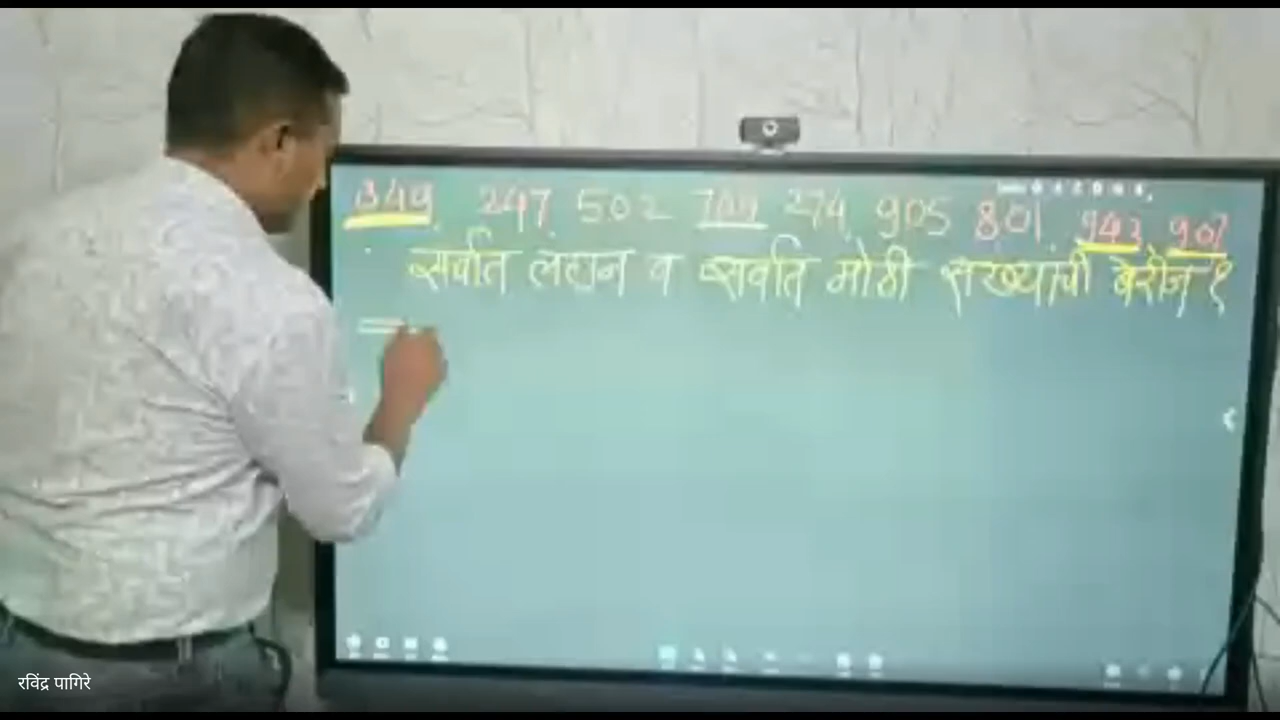 349 247 502 709 274 905 801 943 907
सर्वात लहान व सर्वात मोठी संख्यांची बेरीज ?
रविंद्र पागिरे